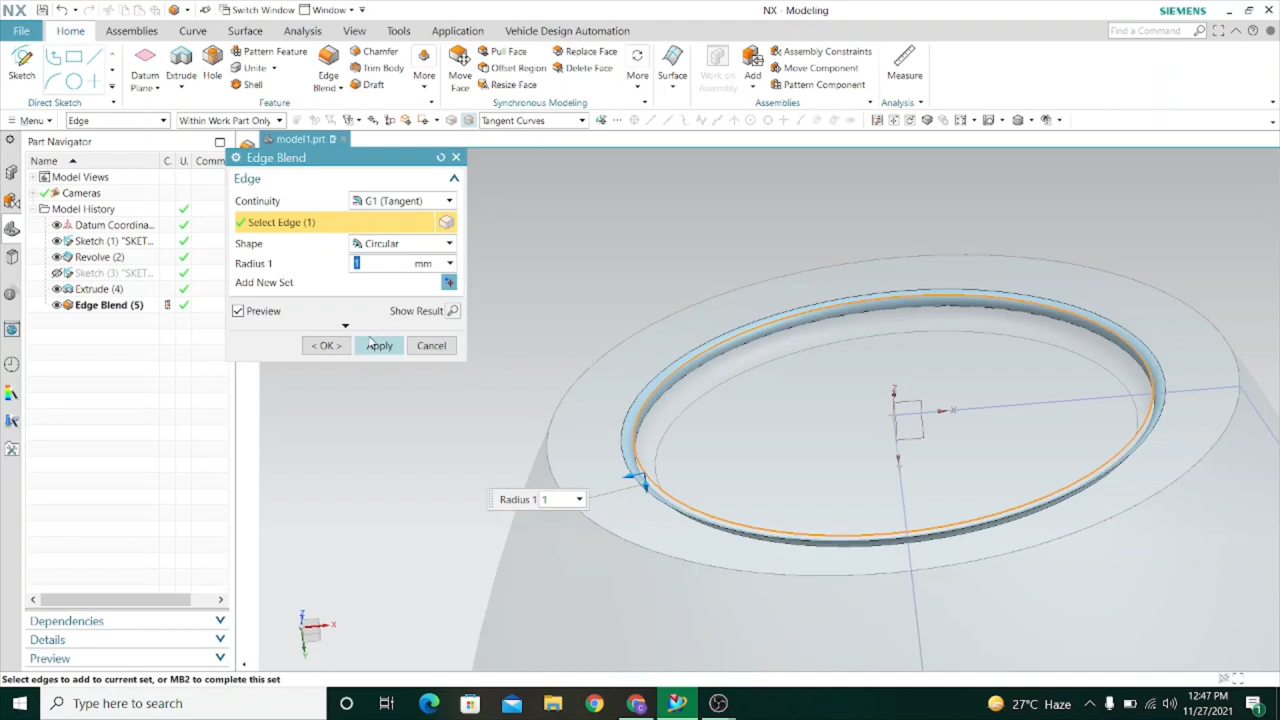 NX
Switch Window
Window
NX - Modeling
SIEMENS
File
Home
Assemblies
Curve
Surface
Analysis
View
Tools
Application
Vehicle Design Automation
Find a Command
Sketch
Datum Plane
Extrude
Hole
Pattern Feature
Unite
Shell
Edge Blend
Chamfer
Trim Body
Draft
More
Move Face
Pull Face
Offset Region
Resize Face
Replace Face
Delete Face
More
Surface
Work on Assembly
Add
Assembly Constraints
Move Component
Pattern Component
Measure
Direct Sketch
Feature
Synchronous Modeling
Assemblies
Analysis
Menu
Edge
Within Work Part Only
Tangent Curves
Part Navigator
model1.prt
Name
C.
U.
Comm
Model Views
Cameras
Model History
Datum Coordina...
Sketch (1) "SKET...
Revolve (2)
Sketch (3) "SKET...
Extrude (4)
Edge Blend (5)
Edge Blend
Edge
Continuity
G1 (Tangent)
Select Edge (1)
Shape
Circular
Radius 1
1
mm
Add New Set
Preview
Show Result
< OK >
Apply
Cancel
Radius 1
1
Z
X
Z
X
Y
Dependencies
Details
Preview
Select edges to add to current set, or MB2 to complete this set
Type here to search
27°C Haze
12:47 PM
11/27/2021
1